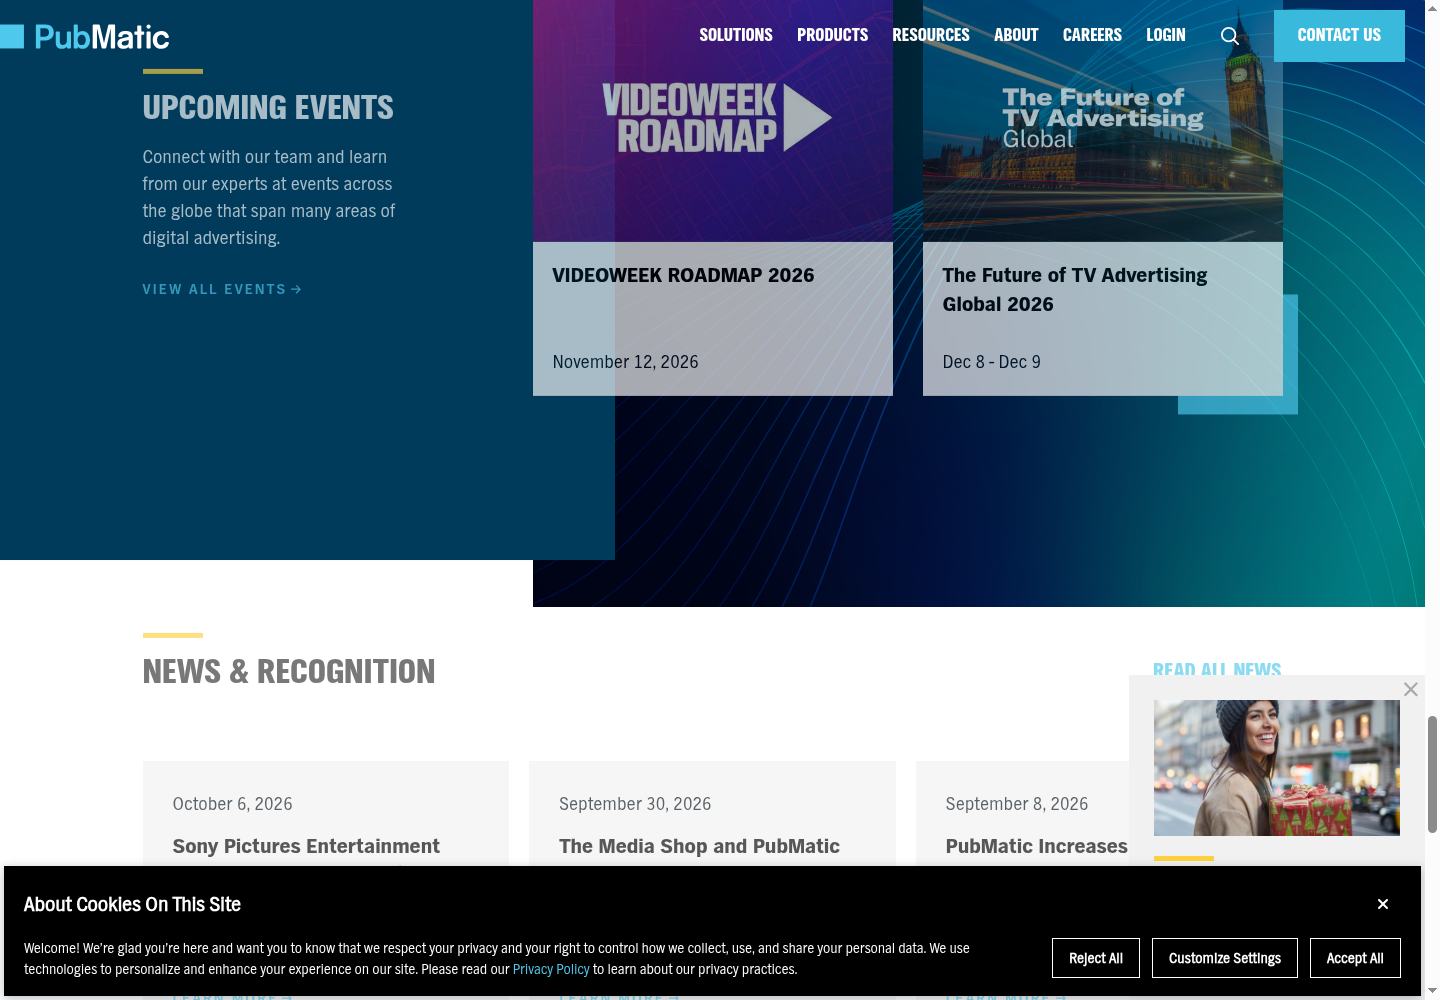 PubMatic
SOLUTIONS PRODUCTS RESOURCES ABOUT CAREERS LOGIN CONTACT US
UPCOMING EVENTS
Connect with our team and learn
from our experts at events across
the globe that span many areas of
digital advertising.
VIEW ALL EVENTS →
VIDEOWEEK
ROADMAP
VIDEOWEEK ROADMAP 2026
November 12, 2026
The Future of
TV Advertising
Global
The Future of TV Advertising
Global 2026
Dec 8 - Dec 9
NEWS & RECOGNITION
READ ALL NEWS
October 6, 2026
Sony Pictures Entertainment
September 30, 2026
The Media Shop and PubMatic
September 8, 2026
PubMatic Increases
About Cookies On This Site
Welcome! We're glad you're here and want you to know that we respect your privacy and your right to control how we collect, use, and share your personal data. We use
technologies to personalize and enhance your experience on our site. Please read our Privacy Policy to learn about our privacy practices.
Reject All
Customize Settings
Accept All
LEARN MORE →
LEARN MORE →
LEARN MORE →